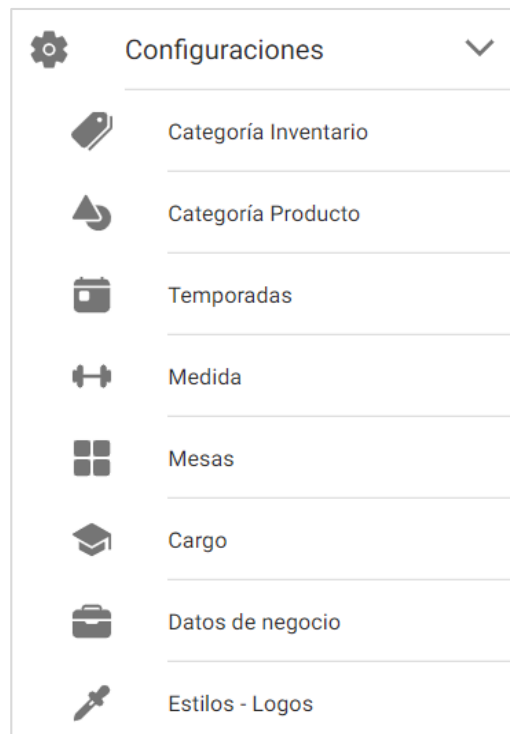 Configuraciones
Categoría Inventario
Categoría Producto
Temporadas
Medida
Mesas
Cargo
Datos de negocio
Estilos - Logos